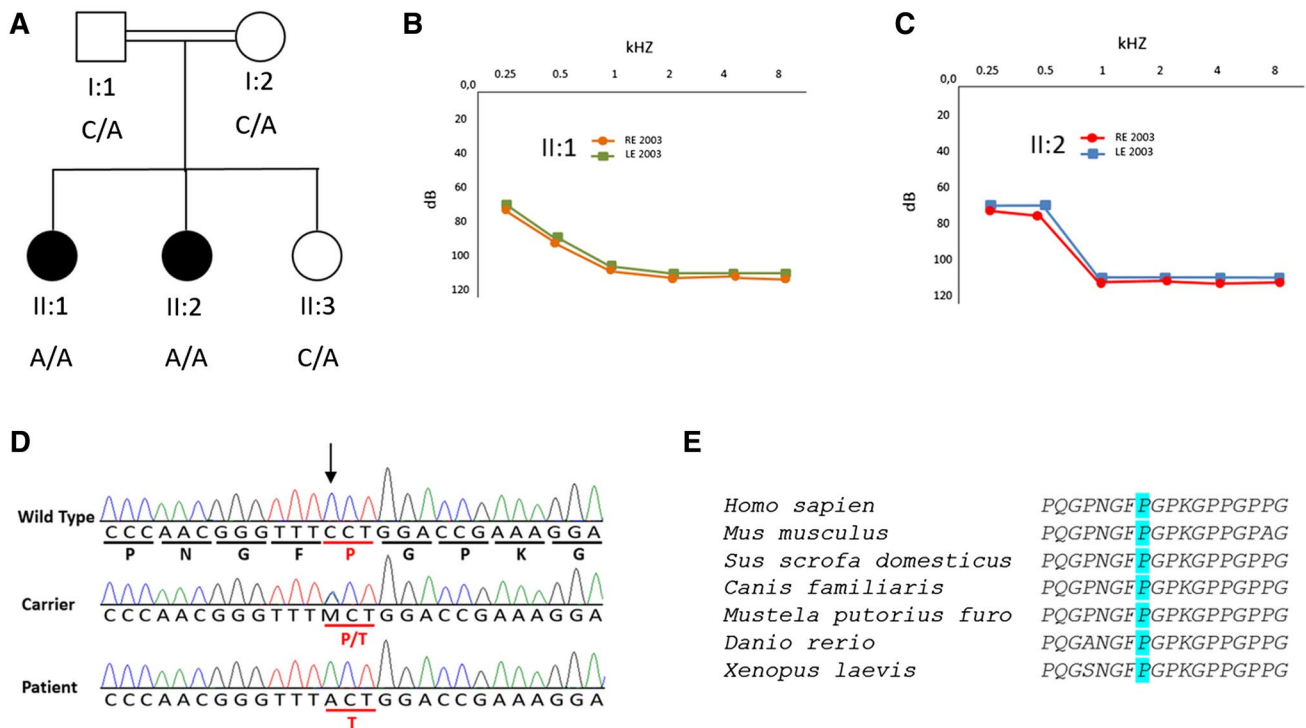 A
I:1
I:2
C/A
C/A
II:1
II:2
II:3
A/A
A/A
C/A
B
kHZ
0.25 0.5 1 2 4 8
0,0
20
40
60
80
100
120
dB
II:1
RE 2003
LE 2003
C
kHZ
0.25 0.5 1 2 4 8
0,0
20
40
60
80
100
120
dB
II:2
RE 2003
LE 2003
D
Wild Type
CCCAACGGGTTTCCTGGACCGAAAGGA
P N G F P G P K G
Carrier
CCCAACGGGTTTMCTGGACCGAAAGGA
P/T
Patient
CCCAACGGGTTTACTGGACCGAAAGGA
T
E
Homo sapien PQGPNGFPGPKGPPGPPG
Mus musculus PQGPNGFPGPKGPPGPAG
Sus scrofa domesticus PQGPNGFPGPKGPPGPPG
Canis familiaris PQGPNGFPGPKGPPGPPG
Mustela putorius furo PQGPNGFPGPKGPPGPPG
Danio rerio PQGANGFPGPKGPPGPPG
Xenopus laevis PQGSNGFPGPKGPPGPPG